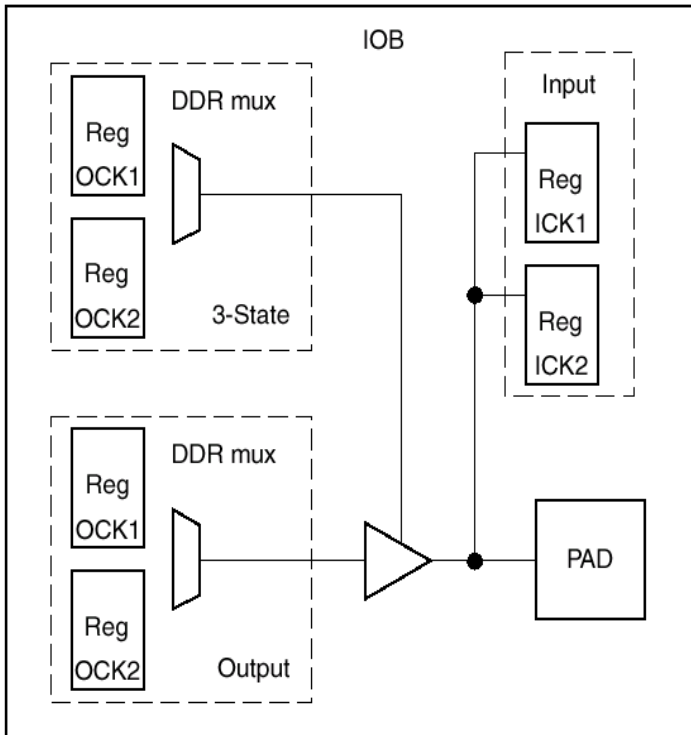 IOB
DDR mux
Reg
OCK1
Reg
OCK2
3-State
Input
Reg
ICK1
Reg
ICK2
DDR mux
Reg
OCK1
Reg
OCK2
Output
PAD